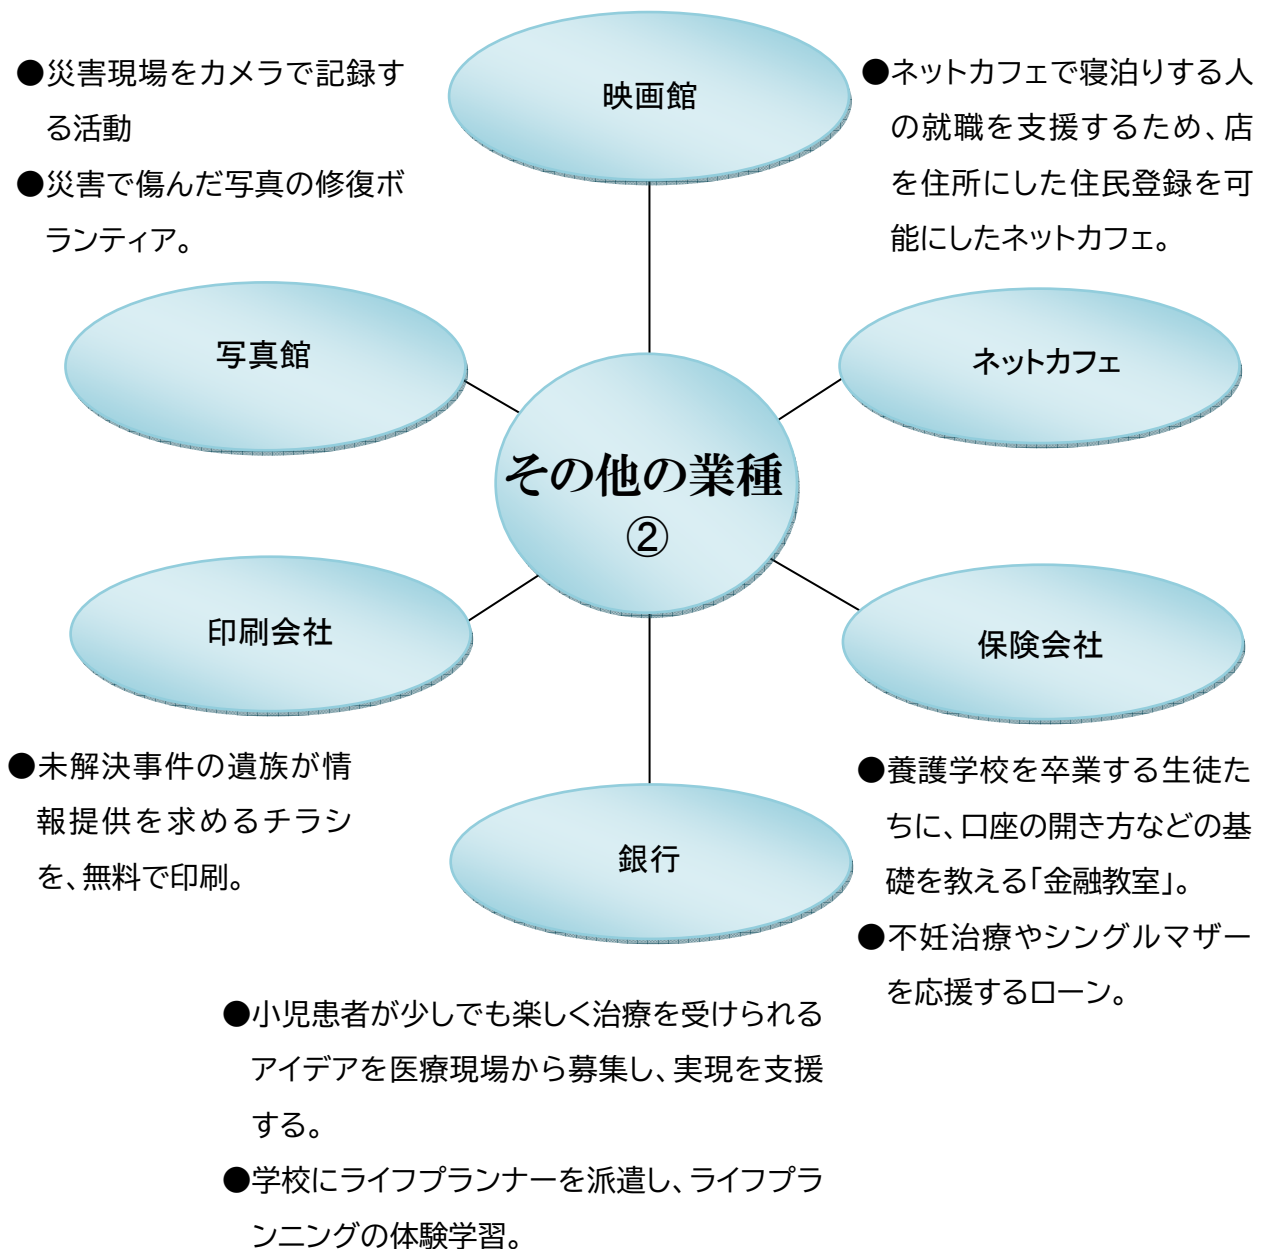 映画館
●災害現場をカメラで記録す
る活動
●災害で傷んだ写真の修復ボ
ランティア。
●ネットカフェで寝泊りする人
の就職を支援するため、店
を住所にした住民登録を可
能にしたネットカフェ。
写真館
ネットカフェ
その他の業種
②
印刷会社
保険会社
●未解決事件の遺族が情
報提供を求めるチラシ
を、無料で印刷。
銀行
●養護学校を卒業する生徒た
ちに、口座の開き方などの基
礎を教える「金融教室」。
●不妊治療やシングルマザー
を応援するローン。
●小児患者が少しでも楽しく治療を受けられる
アイデアを医療現場から募集し、実現を支援
する。
●学校にライフプランナーを派遣し、ライフプラ
ンニングの体験学習。